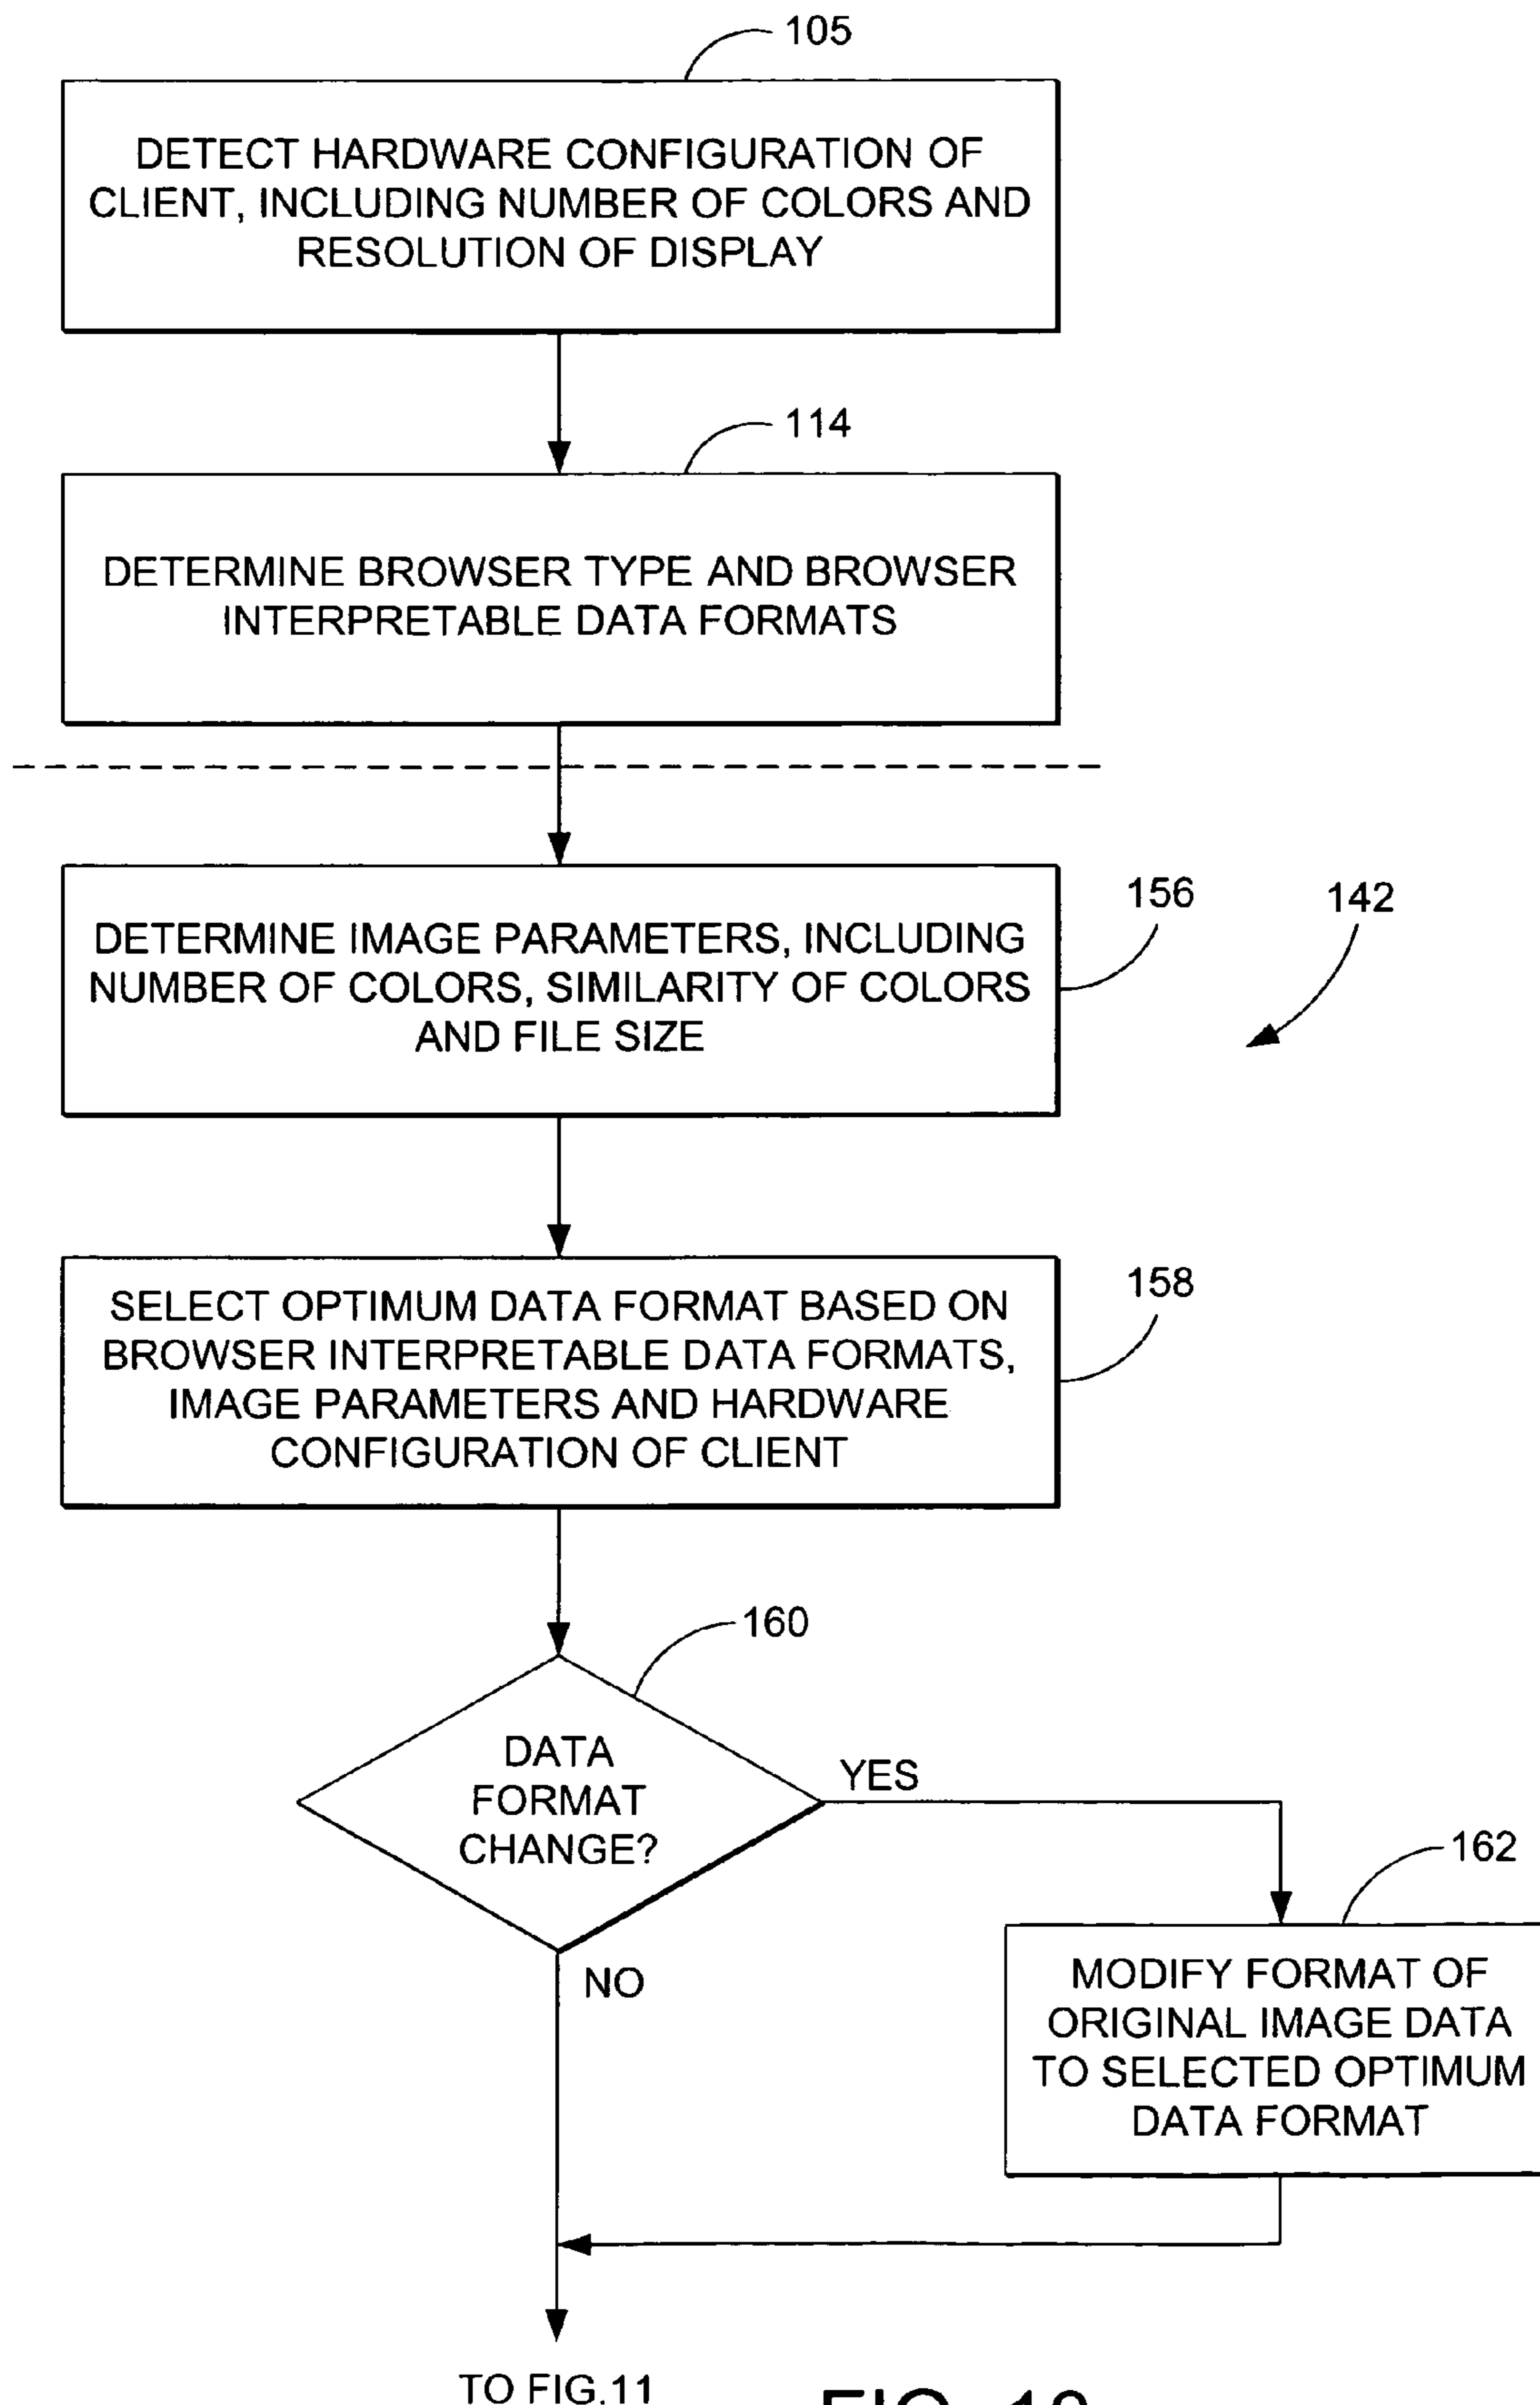 105
DETECT HARDWARE CONFIGURATION OF
CLIENT, INCLUDING NUMBER OF COLORS AND
RESOLUTION OF DISPLAY
114
DETERMINE BROWSER TYPE AND BROWSER
INTERPRETABLE DATA FORMATS
156
142
DETERMINE IMAGE PARAMETERS, INCLUDING
NUMBER OF COLORS, SIMILARITY OF COLORS
AND FILE SIZE
158
SELECT OPTIMUM DATA FORMAT BASED ON
BROWSER INTERPRETABLE DATA FORMATS,
IMAGE PARAMETERS AND HARDWARE
CONFIGURATION OF CLIENT
160
DATA
FORMAT
CHANGE?
YES
NO
162
MODIFY FORMAT OF
ORIGINAL IMAGE DATA
TO SELECTED OPTIMUM
DATA FORMAT
TO FIG.11
FIG.